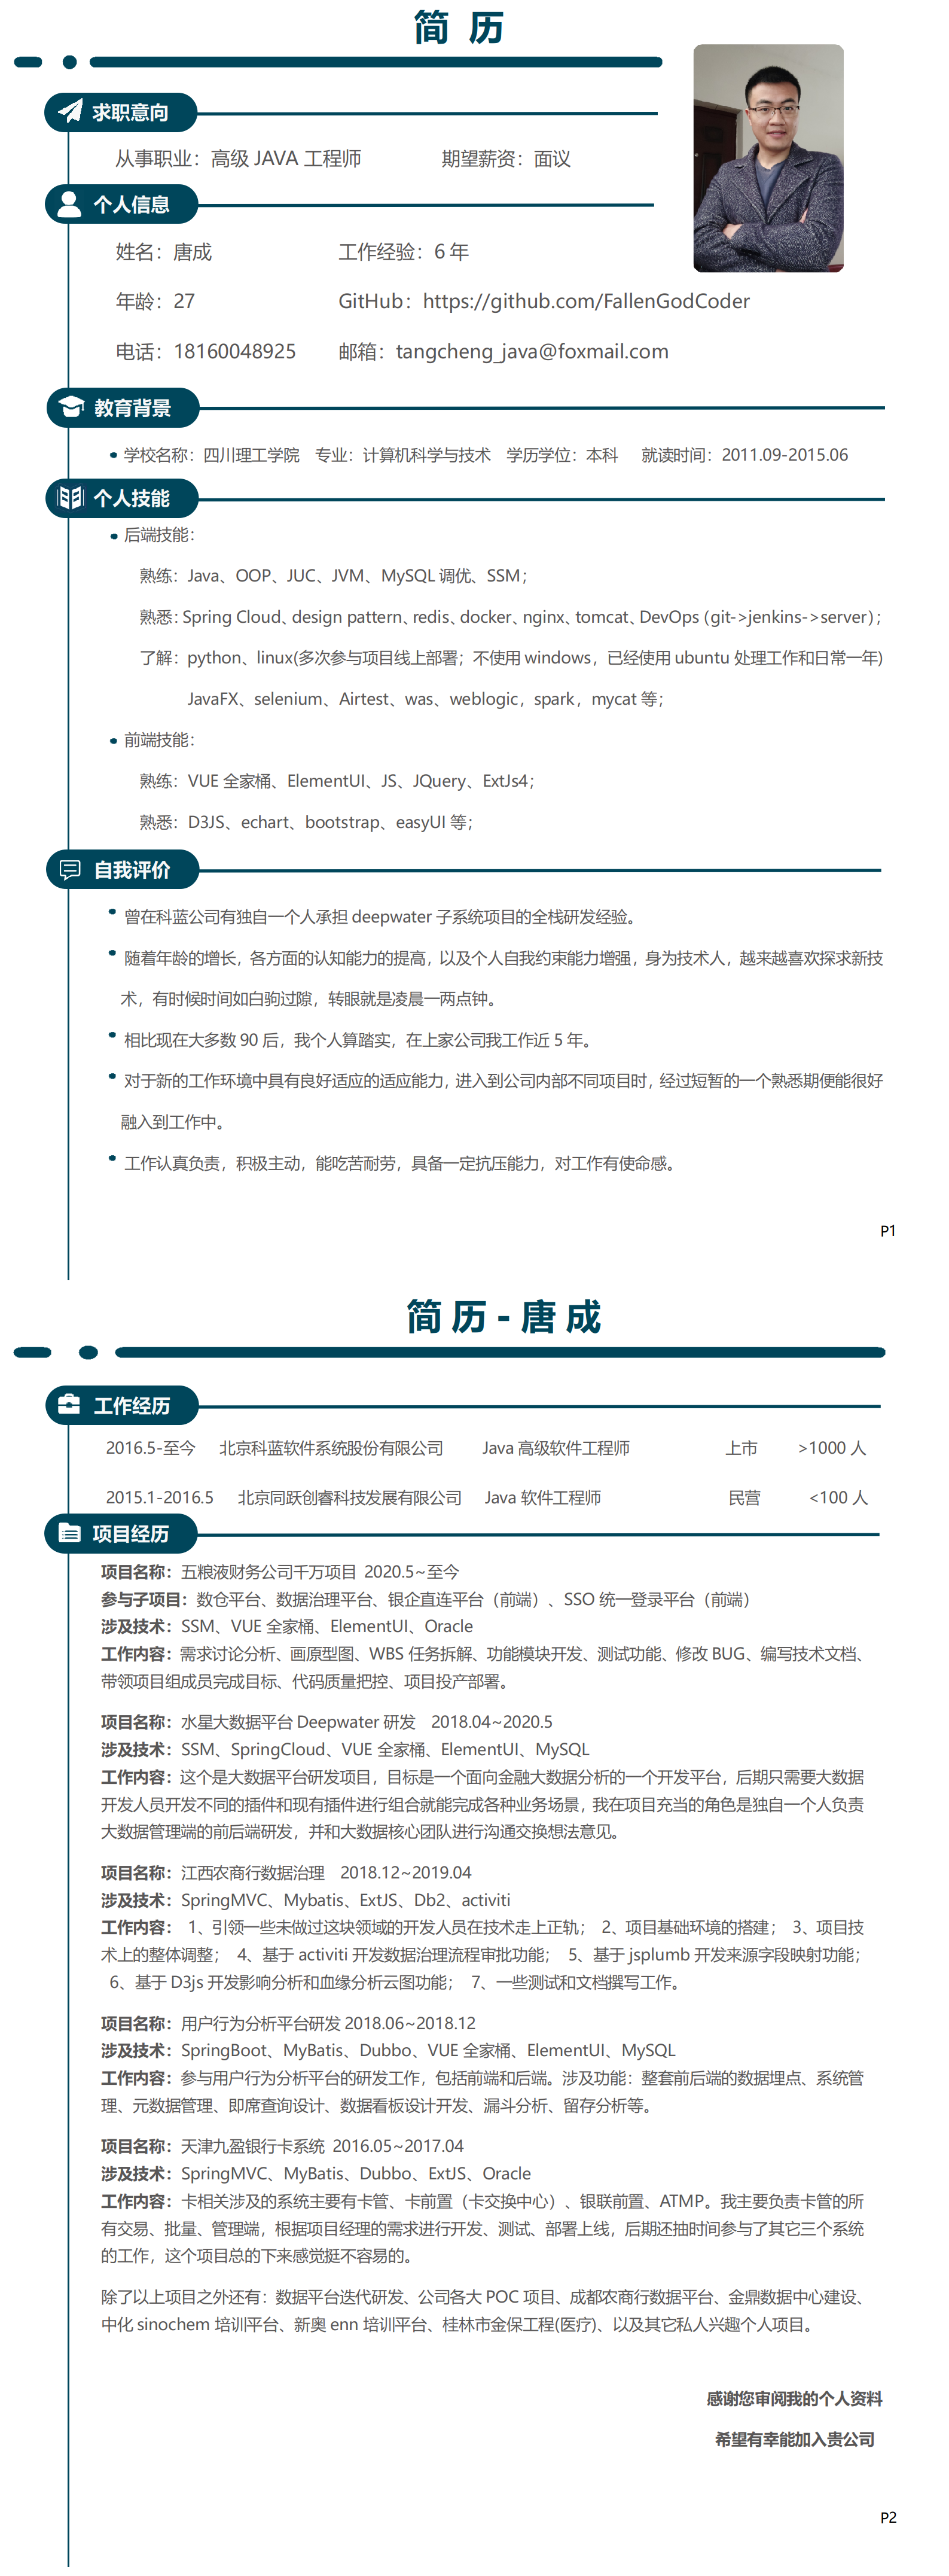 简 历
求职意向
从事职业：高级 JAVA 工程师 期望薪资：面议
个人信息
姓名：唐成 工作经验：6 年
年龄：27 GitHub：https://github.com/FallenGodCoder
电话：18160048925 邮箱：tangcheng_java@foxmail.com
教育背景
学校名称：四川理工学院 专业：计算机科学与技术 学历学位：本科 就读时间：2011.09-2015.06
个人技能
后端技能：
熟练：Java、OOP、JUC、JVM、MySQL 调优、SSM；
熟悉：Spring Cloud、design pattern、redis、docker、nginx、tomcat、DevOps（git->jenkins->server）；
了解：python、linux(多次参与项目线上部署；不使用 windows，已经使用 ubuntu 处理工作和日常一年)
JavaFX、selenium、Airtest、was、weblogic，spark，mycat 等；
前端技能：
熟练：VUE 全家桶、ElementUI、JS、JQuery、ExtJs4；
熟悉：D3JS、echart、bootstrap、easyUI 等；
自我评价
曾在科蓝公司有独自一个人承担 deepwater 子系统项目的全栈研发经验。
随着年龄的增长，各方面的认知能力的提高，以及个人自我约束能力增强，身为技术人，越来越喜欢探求新技
术，有时候时间如白驹过隙，转眼就是凌晨一两点钟。
相比现在大多数 90 后，我个人算踏实，在上家公司我工作近 5 年。
对于新的工作环境中具有良好适应的适应能力，进入到公司内部不同项目时，经过短暂的一个熟悉期便能很好
融入到工作中。
工作认真负责，积极主动，能吃苦耐劳，具备一定抗压能力，对工作有使命感。
P1
简 历 - 唐 成
工作经历
2016.5-至今 北京科蓝软件系统股份有限公司 Java 高级软件工程师 上市 >1000 人
2015.1-2016.5 北京同跃创睿科技发展有限公司 Java 软件工程师 民营 <100 人
项目经历
项目名称：五粮液财务公司千万项目 2020.5~至今
参与子项目：数仓平台、数据治理平台、银企直连平台（前端）、SSO 统一登录平台（前端）
涉及技术：SSM、VUE 全家桶、ElementUI、Oracle
工作内容：需求讨论分析、画原型图、WBS 任务拆解、功能模块开发、测试功能、修改 BUG、编写技术文档、
带领项目组成员完成目标、代码质量把控、项目投产部署。
项目名称：水星大数据平台 Deepwater 研发 2018.04~2020.5
涉及技术：SSM、SpringCloud、VUE 全家桶、ElementUI、MySQL
工作内容：这个是大数据平台研发项目，目标是一个面向金融大数据分析的一个开发平台，后期只需要大数据
开发人员开发不同的插件和现有插件进行组合就能完成各种业务场景，我在项目充当的角色是独自一个人负责
大数据管理端的前后端研发，并和大数据核心团队进行沟通交换想法意见。
项目名称：江西农商行数据治理 2018.12~2019.04
涉及技术：SpringMVC、Mybatis、ExtJS、Db2、activiti
工作内容： 1、引领一些未做过这块领域的开发人员在技术走上正轨； 2、项目基础环境的搭建； 3、项目技
术上的整体调整； 4、基于 activiti 开发数据治理流程审批功能； 5、基于 jsplumb 开发来源字段映射功能；
6、基于 D3js 开发影响分析和血缘分析云图功能； 7、一些测试和文档撰写工作。
项目名称：用户行为分析平台研发 2018.06~2018.12
涉及技术：SpringBoot、MyBatis、Dubbo、VUE 全家桶、ElementUI、MySQL
工作内容：参与用户行为分析平台的研发工作，包括前端和后端。涉及功能：整套前后端的数据埋点、系统管
理、元数据管理、即席查询设计、数据看板设计开发、漏斗分析、留存分析等。
项目名称：天津九盈银行卡系统 2016.05~2017.04
涉及技术：SpringMVC、MyBatis、Dubbo、ExtJS、Oracle
工作内容：卡相关涉及的系统主要有卡管、卡前置（卡交换中心）、银联前置、ATMP。我主要负责卡管的所
有交易、批量、管理端，根据项目经理的需求进行开发、测试、部署上线，后期还抽时间参与了其它三个系统
的工作，这个项目总的下来感觉挺不容易的。
除了以上项目之外还有：数据平台迭代研发、公司各大 POC 项目、成都农商行数据平台、金鼎数据中心建设、
中化 sinochem 培训平台、新奥 enn 培训平台、桂林市金保工程(医疗)、以及其它私人兴趣个人项目。
感谢您审阅我的个人资料
希望有幸能加入贵公司
P2